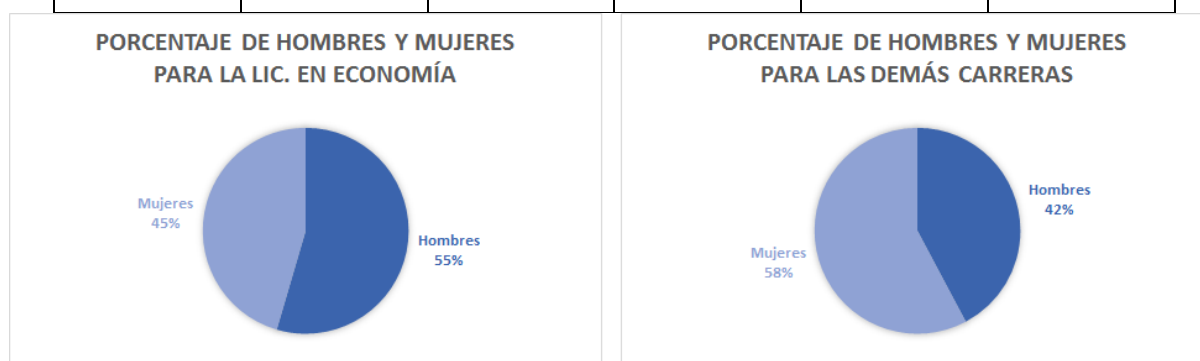 PORCENTAJE DE HOMBRES Y MUJERES
PARA LA LIC. EN ECONOMÍA
Mujeres
45%
Hombres
55%
PORCENTAJE DE HOMBRES Y MUJERES
PARA LAS DEMÁS CARRERAS
Hombres
42%
Mujeres
58%